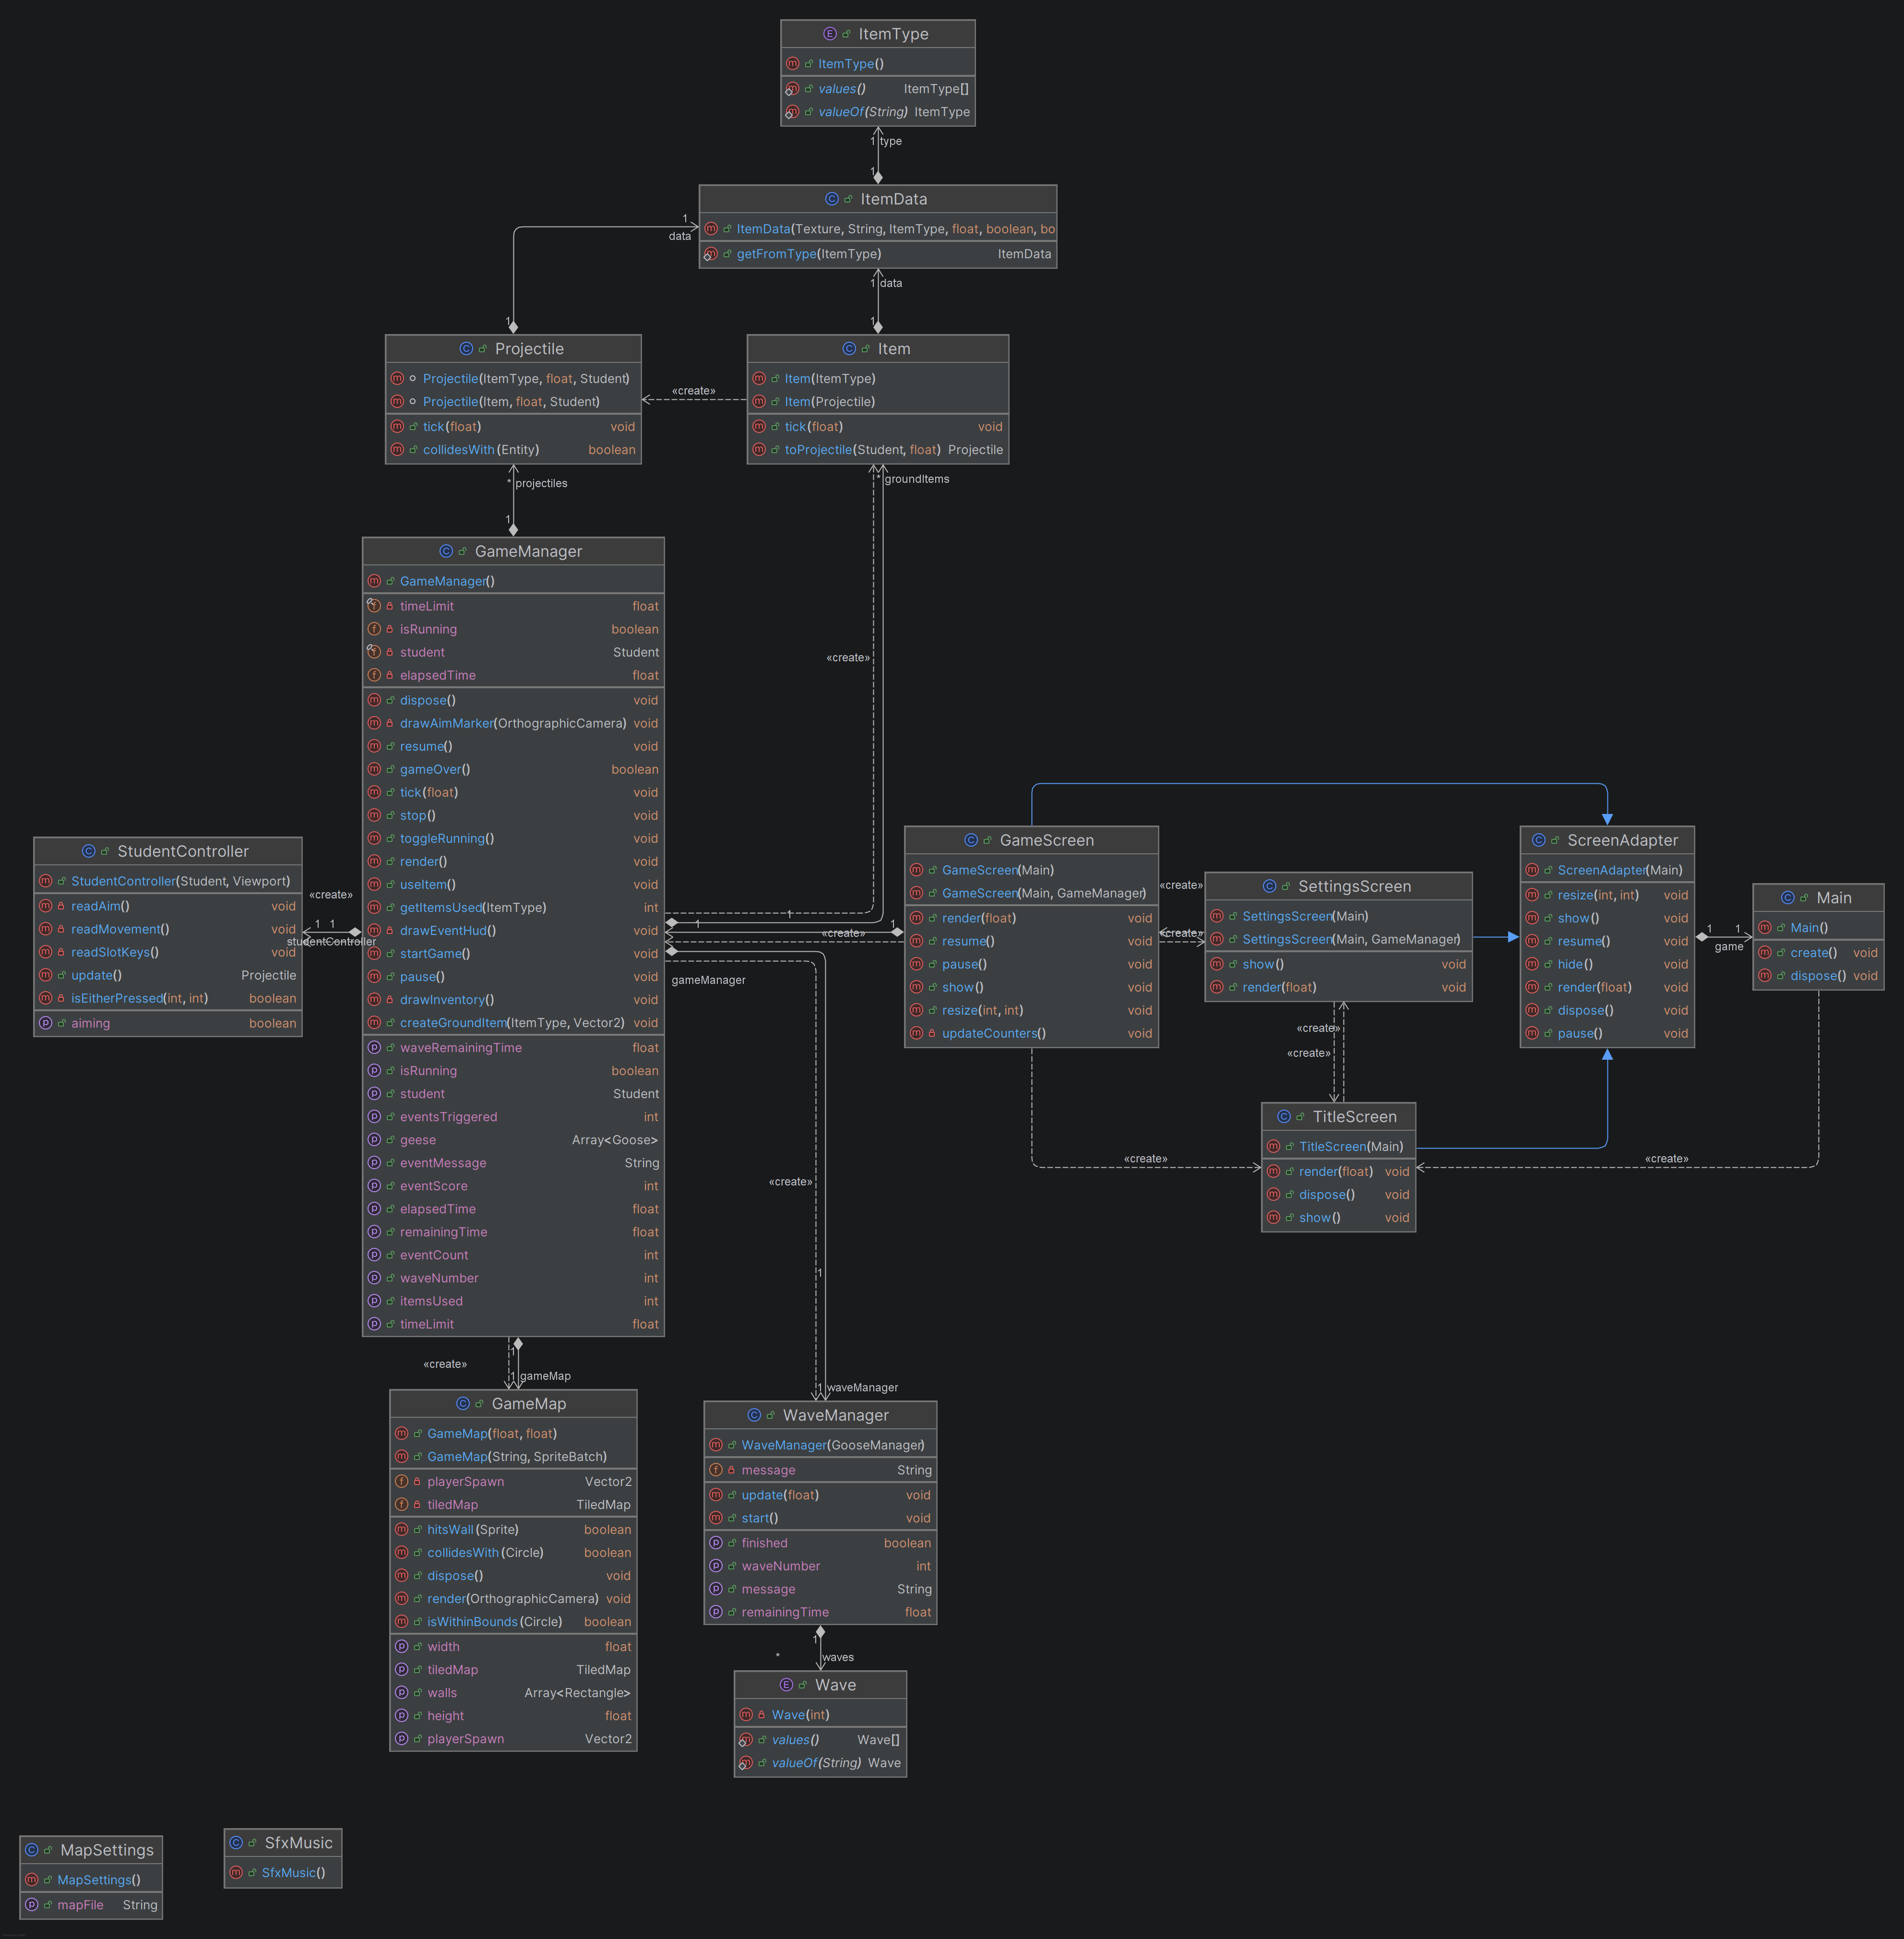 ItemType
ItemType()
values() ItemType[]
valueOf(String) ItemType
1 type
1
ItemData
ItemData(Texture, String, ItemType, float, boolean, bo
getFromType(ItemType) ItemData
1
data
1 data
1
1
Projectile
Projectile(ItemType, float, Student)
Projectile(Item, float, Student)
tick(float) void
collidesWith(Entity) boolean
«create»
Item
Item(ItemType)
Item(Projectile)
tick(float) void
toProjectile(Student, float) Projectile
* projectiles
* groundItems
1
GameManager
GameManager()
timeLimit float
isRunning boolean
student Student
elapsedTime float
dispose() void
drawAimMarker(OrthographicCamera) void
resume() void
gameOver() boolean
tick(float) void
stop() void
toggleRunning() void
render() void
useItem() void
getItemsUsed(ItemType) int
drawEventHud() void
startGame() void
pause() void
drawInventory() void
createGroundItem(ItemType, Vector2) void
waveRemainingTime float
isRunning boolean
student Student
eventsTriggered int
geese Array<Goose>
eventMessage String
eventScore int
elapsedTime float
remainingTime float
eventCount int
waveNumber int
itemsUsed int
timeLimit float
«create»
StudentController
StudentController(Student, Viewport)
readAim() void
readMovement() void
readSlotKeys() void
update() Projectile
isEitherPressed(int, int) boolean
aiming boolean
«create»
1 1
studentController
1
1
1
«create»
gameManager
GameScreen
GameScreen(Main)
GameScreen(Main, GameManager)
render(float) void
resume() void
pause() void
show() void
resize(int, int) void
updateCounters() void
«create»
«create»
SettingsScreen
SettingsScreen(Main)
SettingsScreen(Main, GameManager)
show() void
render(float) void
ScreenAdapter
ScreenAdapter(Main)
resize(int, int) void
show() void
resume() void
hide() void
render(float) void
dispose() void
pause() void
1 1
game
Main
Main()
create() void
dispose() void
«create»
«create»
TitleScreen
TitleScreen(Main)
render(float) void
dispose() void
show() void
«create»
«create»
«create»
1
«create»
1
1 gameMap
1 waveManager
GameMap
GameMap(float, float)
GameMap(String, SpriteBatch)
playerSpawn Vector2
tiledMap TiledMap
hitsWall(Sprite) boolean
collidesWith(Circle) boolean
dispose() void
render(OrthographicCamera) void
isWithinBounds(Circle) boolean
width float
tiledMap TiledMap
walls Array<Rectangle>
height float
playerSpawn Vector2
WaveManager
WaveManager(GooseManager)
message String
update(float) void
start() void
finished boolean
waveNumber int
message String
remainingTime float
1
* waves
Wave
Wave(int)
values() Wave[]
valueOf(String) Wave
MapSettings
MapSettings()
mapFile String
SfxMusic
SfxMusic()